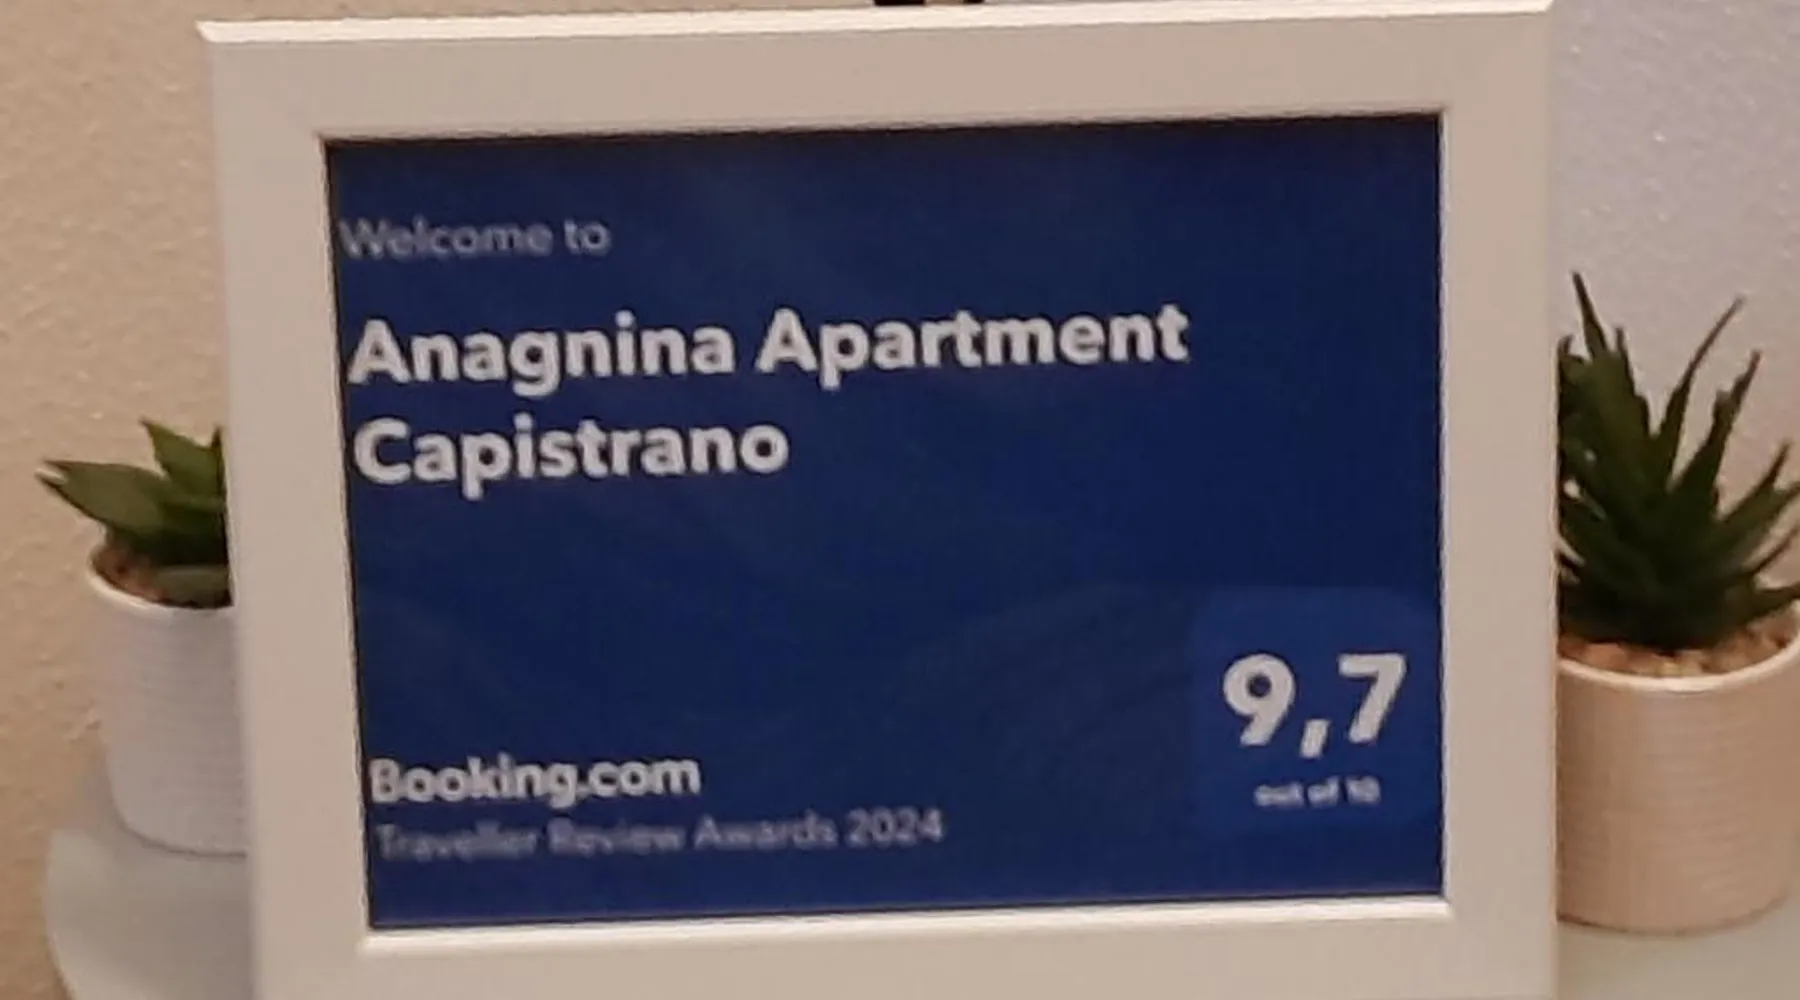 Welcome to
Anagnina Apartment
Capistrano
9,7
out of 10
Booking.com
Traveller Review Awards 2024